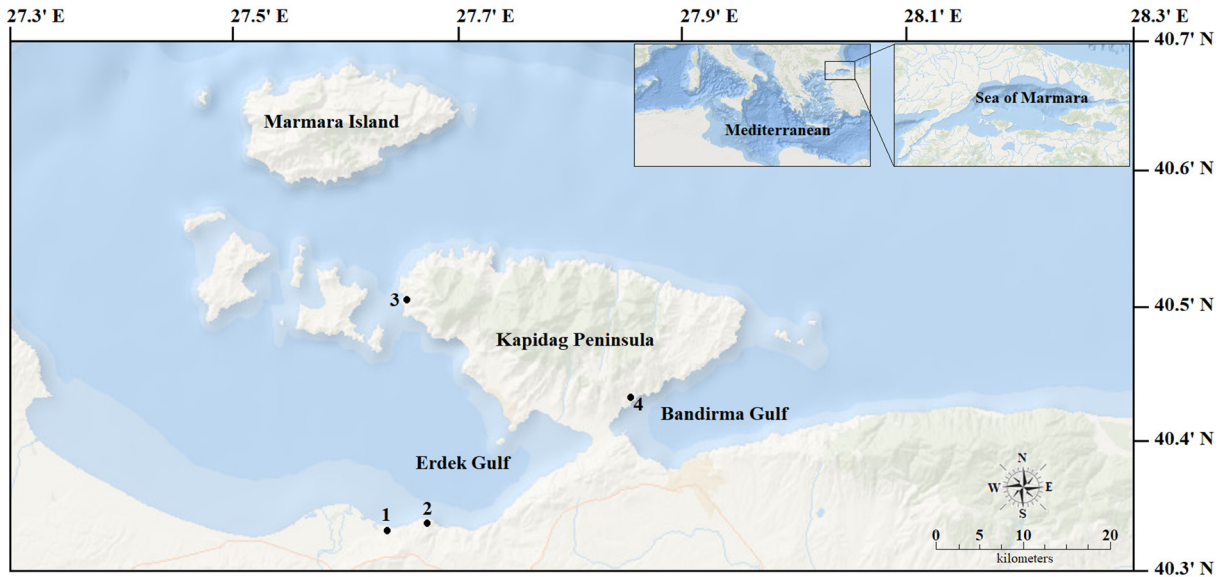 27.3' E 27.5' E 27.7' E 27.9' E 28.1' E 28.3' E
40.7' N
Marmara Island
Mediterranean
Sea of Marmara
40.6' N
3
40.5' N
Kapidag Peninsula
4
Bandirma Gulf
40.4' N
Erdek Gulf
N
W E
S
1 2
0 5 10 20
kilometers
40.3' N